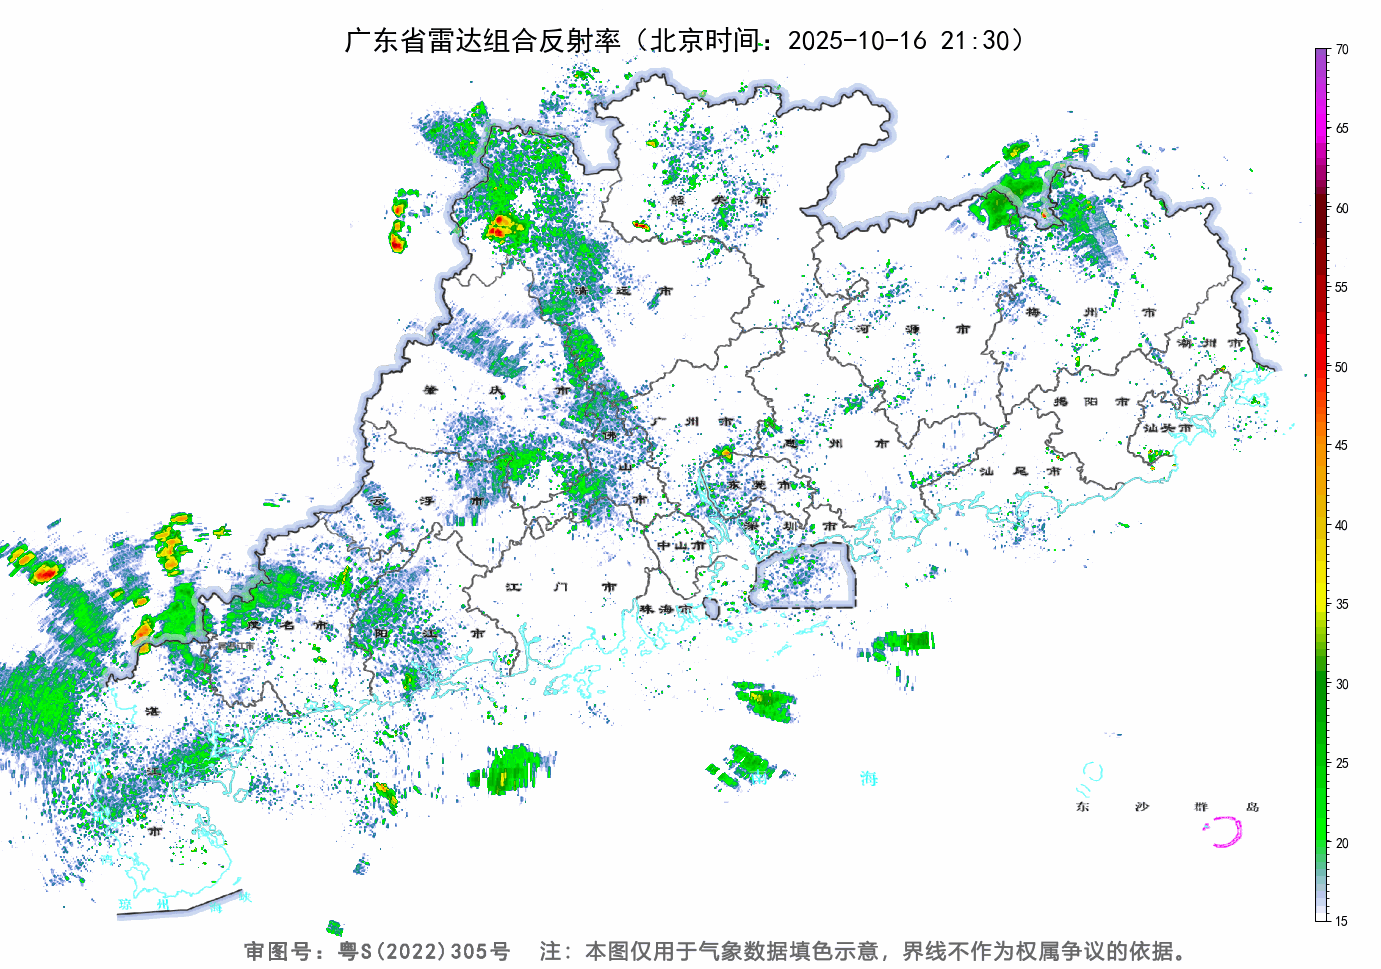 广东省雷达组合反射率（北京时间：2025-10-16 21:30）
70
65
60
55
50
45
40
35
30
25
20
15
韶 关 市
清 远 市
河 源 市
梅 州 市
潮 州 市
肇 庆 市
广 州 市
揭 阳 市
汕 头 市
佛 山 市
惠 州 市
汕 尾 市
云 浮 市
东 莞 市
深 圳 市
中 山 市
江 门 市
珠 海 市
茂 名 市
阳 江 市
湛 江 市
南 海
东 沙 群 岛
琼 州 海 峡
审图号：粤S(2022)305号 注：本图仅用于气象数据填色示意，界线不作为权属争议的依据。